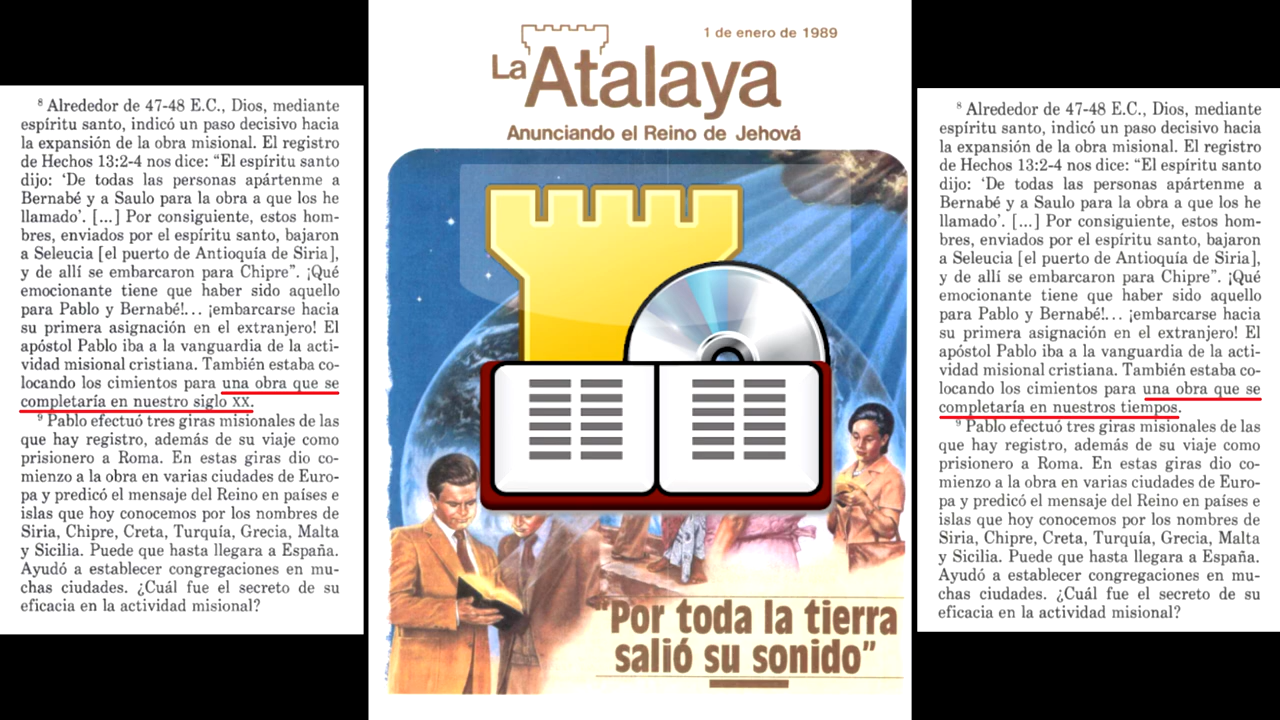 ⁸ Alrededor de 47-48 E.C., Dios, mediante
espíritu santo, indicó un paso decisivo hacia
la expansión de la obra misional. El registro
de Hechos 13:2-4 nos dice: “El espíritu santo
dijo: ‘De todas las personas apártenme a
Bernabé y a Saulo para la obra a que los he
llamado’. [...] Por consiguiente, estos hom-
bres, enviados por el espíritu santo, bajaron
a Seleucia [el puerto de Antioquía de Siria],
y de allí se embarcaron para Chipre”. ¡Qué
emocionante tiene que haber sido aquello
para Pablo y Bernabé!... ¡embarcarse hacia
su primera asignación en el extranjero! El
apóstol Pablo iba a la vanguardia de la acti-
vidad misional cristiana. También estaba co-
locando los cimientos para una obra que se
completaría en nuestro siglo XX.
⁹ Pablo efectuó tres giras misionales de las
que hay registro, además de su viaje como
prisionero a Roma. En estas giras dio co-
mienzo a la obra en varias ciudades de Euro-
pa y predicó el mensaje del Reino en países e
islas que hoy conocemos por los nombres de
Siria, Chipre, Creta, Turquía, Grecia, Malta
y Sicilia. Puede que hasta llegara a España.
Ayudó a establecer congregaciones en mu-
chas ciudades. ¿Cuál fue el secreto de su
eficacia en la actividad misional?
1 de enero de 1989
La Atalaya
Anunciando el Reino de Jehová
“Por toda la tierra
salió su sonido”
⁸ Alrededor de 47-48 E.C., Dios, mediante
espíritu santo, indicó un paso decisivo hacia
la expansión de la obra misional. El registro
de Hechos 13:2-4 nos dice: “El espíritu santo
dijo: ‘De todas las personas apártenme a
Bernabé y a Saulo para la obra a que los he
llamado’. [...] Por consiguiente, estos hom-
bres, enviados por el espíritu santo, bajaron
a Seleucia [el puerto de Antioquía de Siria],
y de allí se embarcaron para Chipre”. ¡Qué
emocionante tiene que haber sido aquello
para Pablo y Bernabé!... ¡embarcarse hacia
su primera asignación en el extranjero! El
apóstol Pablo iba a la vanguardia de la acti-
vidad misional cristiana. También estaba co-
locando los cimientos para una obra que se
completaría en nuestros tiempos.
⁹ Pablo efectuó tres giras misionales de las
que hay registro, además de su viaje como
prisionero a Roma. En estas giras dio co-
mienzo a la obra en varias ciudades de Euro-
pa y predicó el mensaje del Reino en países e
islas que hoy conocemos por los nombres de
Siria, Chipre, Creta, Turquía, Grecia, Malta
y Sicilia. Puede que hasta llegara a España.
Ayudó a establecer congregaciones en mu-
chas ciudades. ¿Cuál fue el secreto de su
eficacia en la actividad misional?